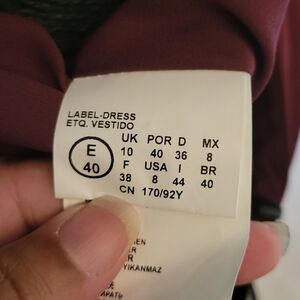 LABEL-DRESS
ETQ. VESTIDO
E
40
UK POR D MX
10 40 36 8
F USA I BR
38 8 44 40
CN 170/92Y
YIKANMAZ